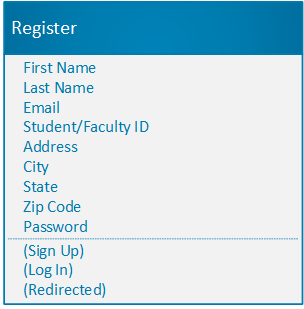 Register
First Name
Last Name
Email
Student/Faculty ID
Address
City
State
Zip Code
Password
(Sign Up)
(Log In)
(Redirected)